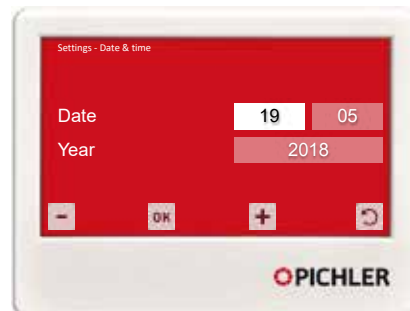 Settings - Date & time
Date 19 05
Year 2018
- OK +
PICHLER